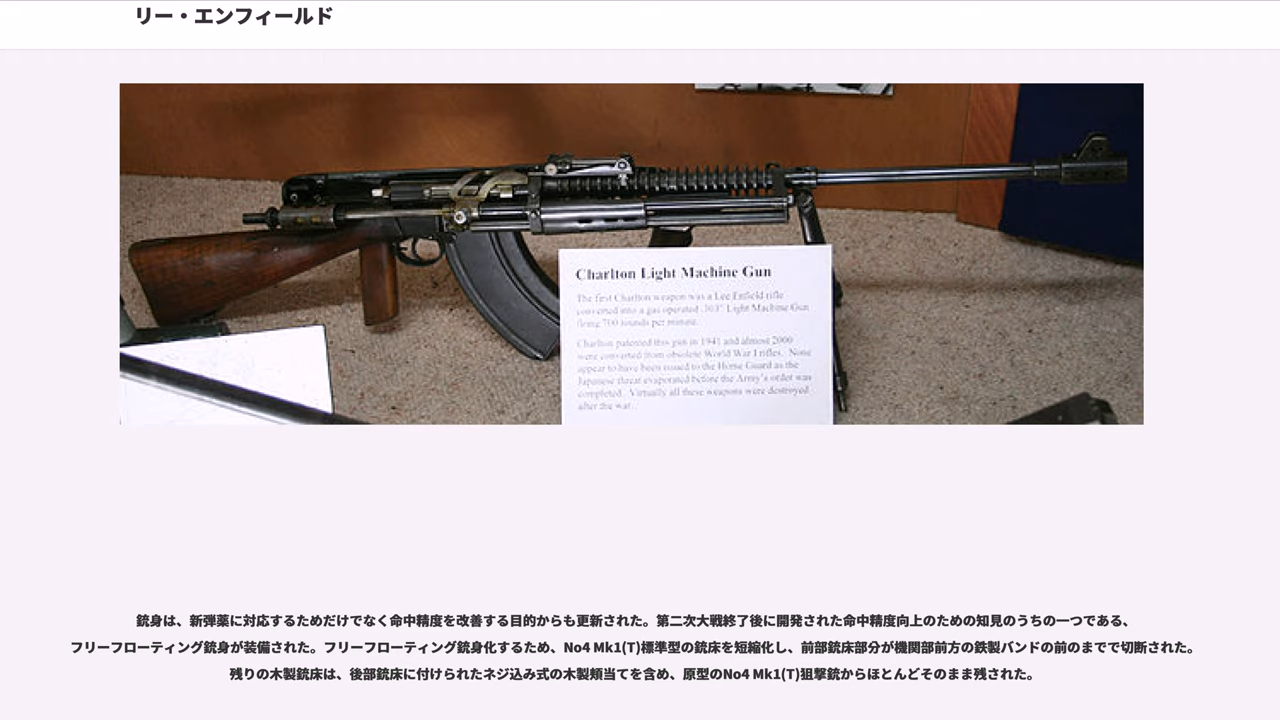 リー・エンフィールド
Charlton Light Machine Gun
The first Charlton weapon was a Lee Enfield rifle
converted into a gas operated .303" Light Machine Gun
firing 700 rounds per minute.
Charlton patented this gun in 1941 and almost 2000
were converted from obsolete World War I rifles. None
appear to have been issued to the Home Guard as the
Japanese threat evaporated before the Army's order was
completed. Virtually all these weapons were destroyed
after the war.
銃身は、新弾薬に対応するためだけでなく命中精度を改善する目的からも更新された。第二次大戦終了後に開発された命中精度向上のための知見のうちの一つである、
フリーフローティング銃身が装備された。フリーフローティング銃身化するため、No4 Mk1(T)標準型の銃床を短縮化し、前部銃床部分が機関部前方の鉄製バンドの前のまでで切断された。
残りの木製銃床は、後部銃床に付けられたネジ込み式の木製頬当てを含め、原型のNo4 Mk1(T)狙撃銃からほとんどそのまま残された。